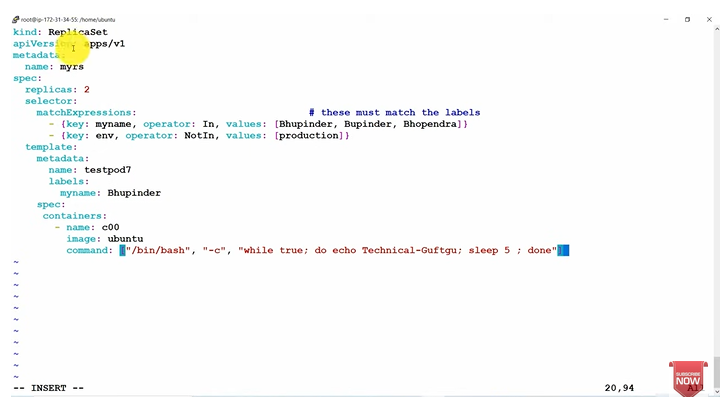 root@ip-172-31-34-55: /home/ubuntu
kind: ReplicaSet
apiVersion: apps/v1
metadata:
  name: myrs
spec:
  replicas: 2
  selector:
    matchExpressions:                             # these must match the labels
      - {key: myname, operator: In, values: [Bhupinder, Bupinder, Bhopendra]}
      - {key: env, operator: NotIn, values: [production]}
  template:
    metadata:
      name: testpod7
      labels:
        myname: Bhupinder
    spec:
     containers:
       - name: c00
         image: ubuntu
         command: ["/bin/bash", "-c", "while true; do echo Technical-Guftgu; sleep 5 ; done"]
~
~
~
~
~
~
~
~
~
~
~
-- INSERT --                                                  20,94          All
SUBSCRIBE
NOW